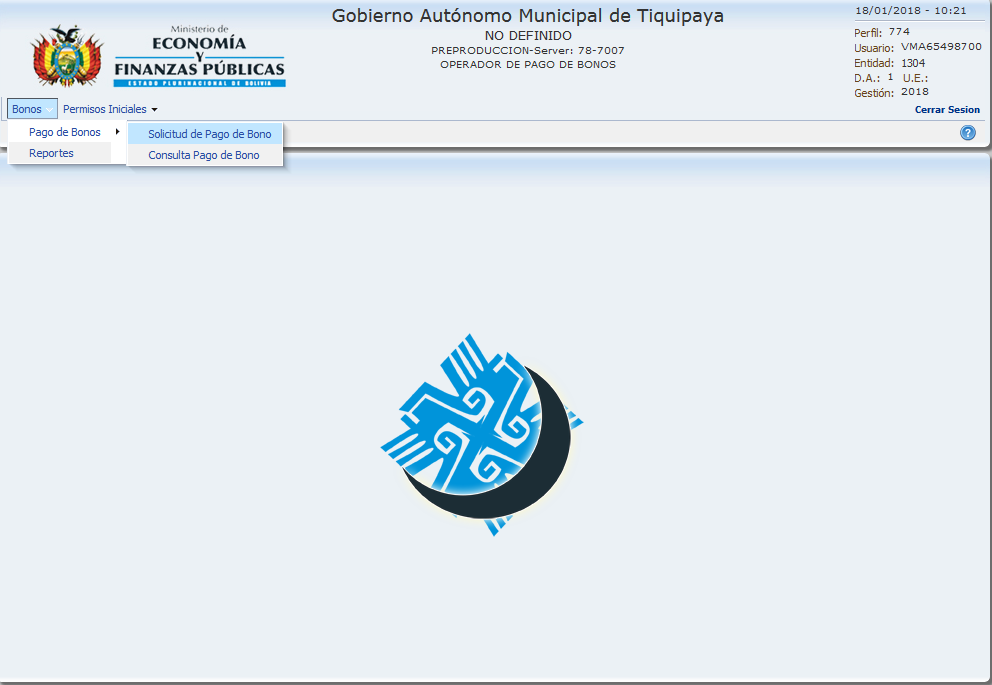 Ministerio de
ECONOMÍA
Y
FINANZAS PÚBLICAS
ESTADO PLURINACIONAL DE BOLIVIA
Gobierno Autónomo Municipal de Tiquipaya
NO DEFINIDO
PREPRODUCCION-Server: 78-7007
OPERADOR DE PAGO DE BONOS
18/01/2018 - 10:21
Perfil: 774
Usuario: VMA65498700
Entidad: 1304
D.A.: 1 U.E.:
Gestión: 2018
Cerrar Sesion
Bonos Permisos Iniciales
Pago de Bonos
Reportes
Solicitud de Pago de Bono
Consulta Pago de Bono
?